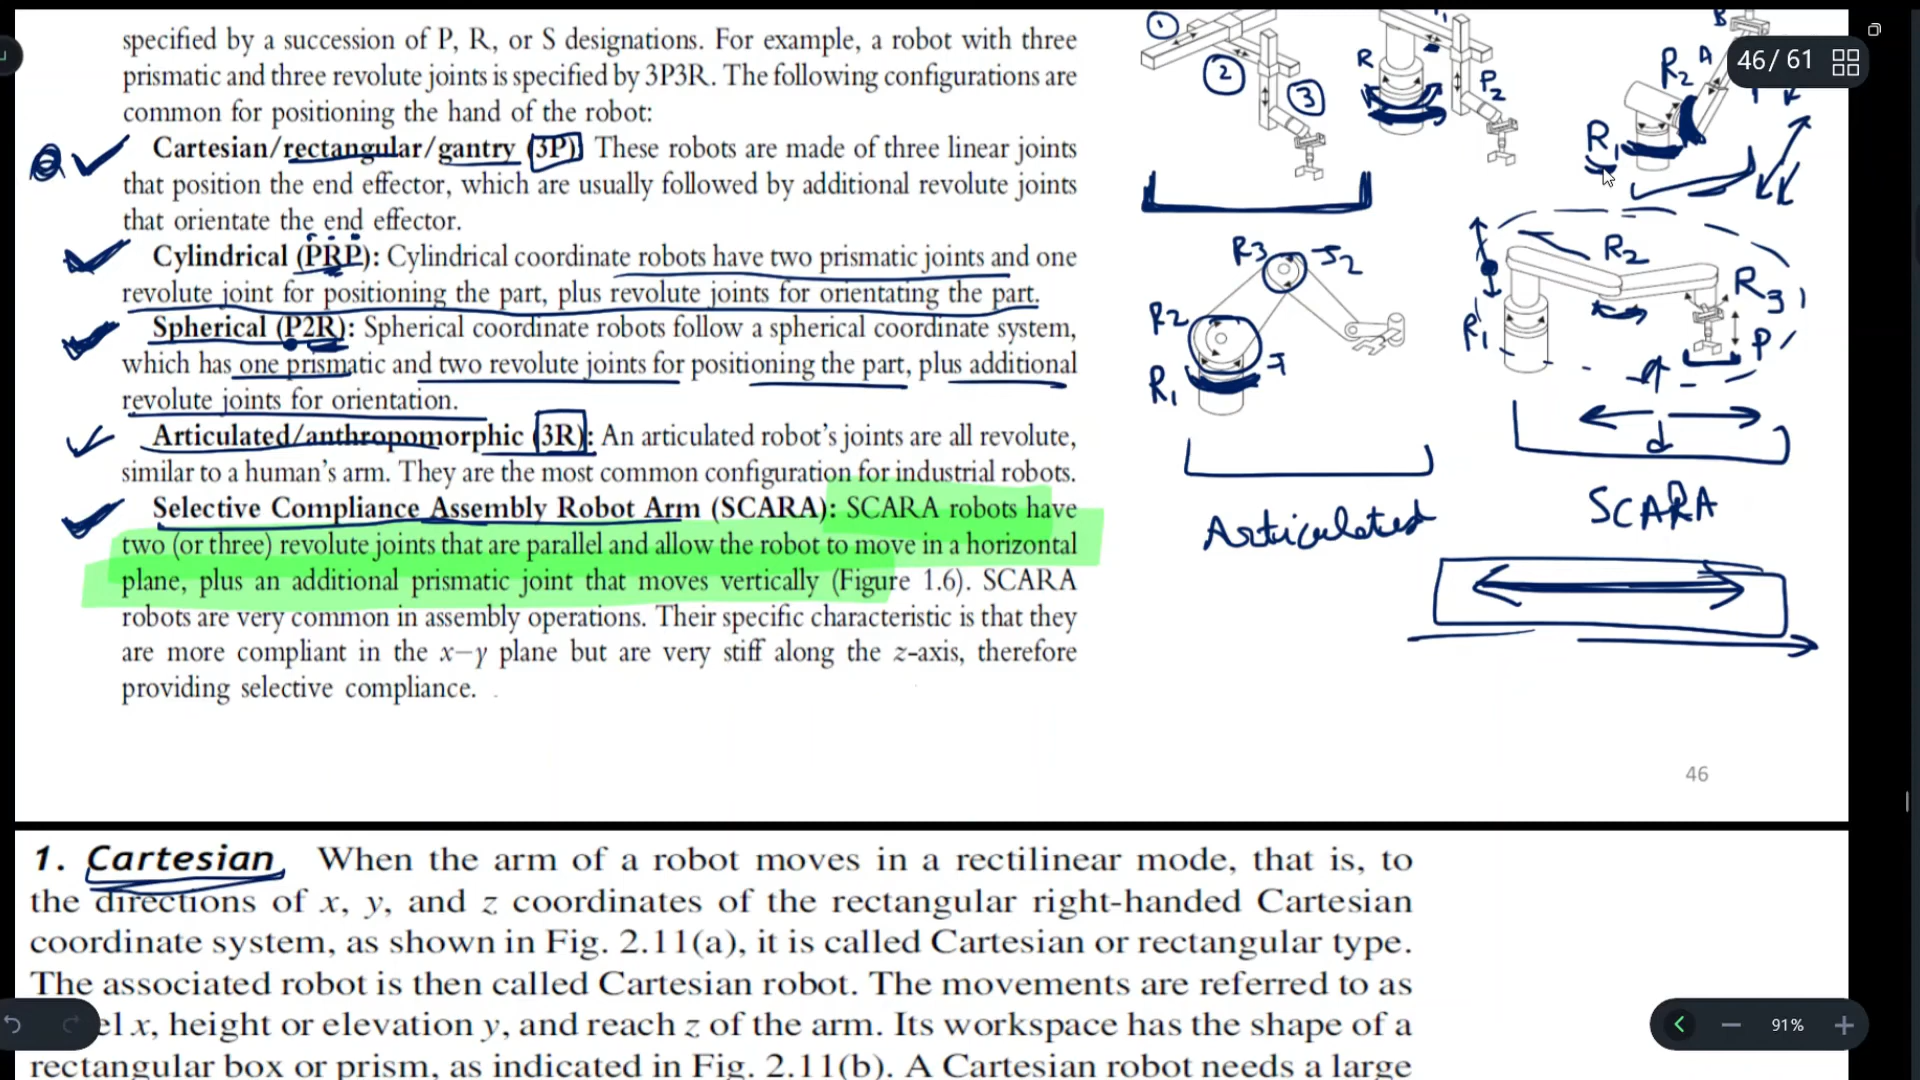 specified by a succession of P, R, or S designations. For example, a robot with three
prismatic and three revolute joints is specified by 3P3R. The following configurations are
common for positioning the hand of the robot:
Cartesian/rectangular/gantry (3P) These robots are made of three linear joints
that position the end effector, which are usually followed by additional revolute joints
that orientate the end effector.
Cylindrical (PRP): Cylindrical coordinate robots have two prismatic joints and one
revolute joint for positioning the part, plus revolute joints for orientating the part.
Spherical (P2R): Spherical coordinate robots follow a spherical coordinate system,
which has one prismatic and two revolute joints for positioning the part, plus additional
revolute joints for orientation.
Articulated/anthropomorphic (3R): An articulated robot's joints are all revolute,
similar to a human's arm. They are the most common configuration for industrial robots.
Selective Compliance Assembly Robot Arm (SCARA): SCARA robots have
two (or three) revolute joints that are parallel and allow the robot to move in a horizontal
plane, plus an additional prismatic joint that moves vertically (Figure 1.6). SCARA
robots are very common in assembly operations. Their specific characteristic is that they
are more compliant in the x–y plane but are very stiff along the z-axis, therefore
providing selective compliance.
1
2
3
R
P2
R2
A
B
R1
46/61
R3
J2
R2
R1
J
Articulated
R2
R3
R1
P
d
SCARA
46
1. Cartesian When the arm of a robot moves in a rectilinear mode, that is, to
the directions of x, y, and z coordinates of the rectangular right-handed Cartesian
coordinate system, as shown in Fig. 2.11(a), it is called Cartesian or rectangular type.
The associated robot is then called Cartesian robot. The movements are referred to as
el x, height or elevation y, and reach z of the arm. Its workspace has the shape of a
rectangular box or prism, as indicated in Fig. 2.11(b). A Cartesian robot needs a large
91%